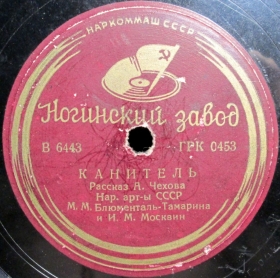 НАРКОММАШ СССР
Ногинский завод
В 6443 ГРК 0453
КАНИТЕЛЬ
Рассказ А. Чехова
Нар. арт-ы СССР
М. М. Блюменталь-Тамарина
и И. М. Москвин